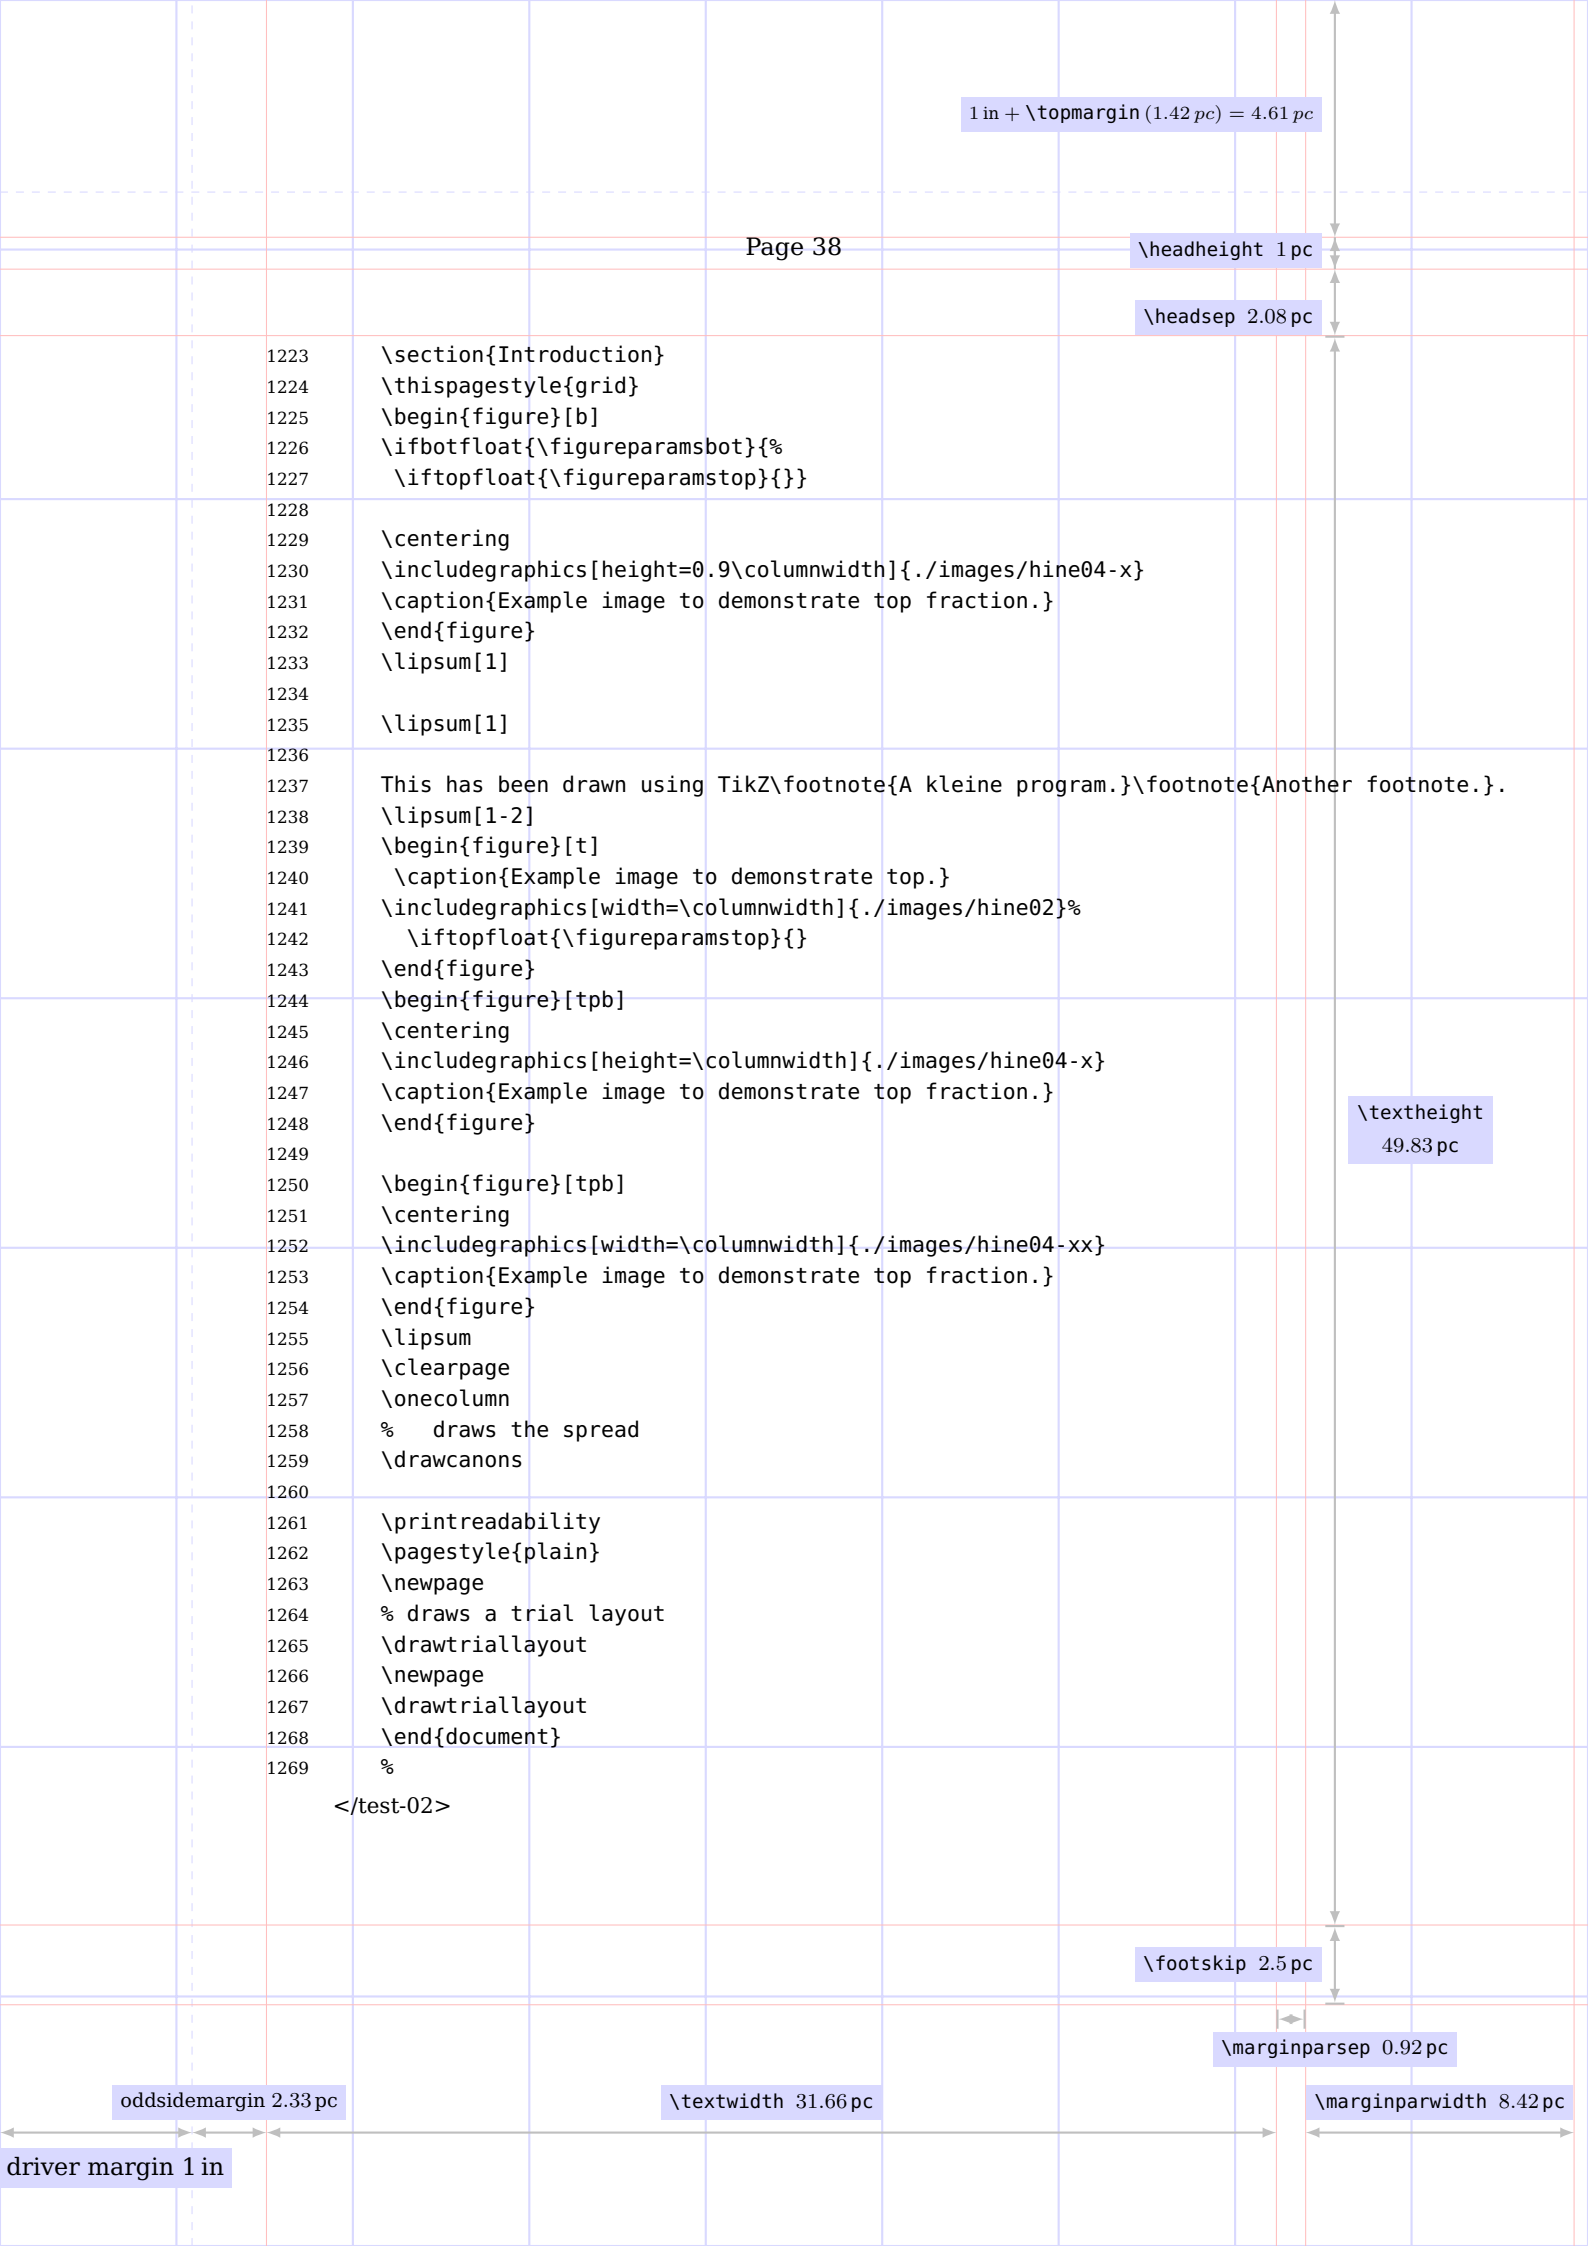 1 in + \topmargin (1.42 pc) = 4.61 pc
Page 38
\headheight 1 pc
\headsep 2.08 pc
1223 \section{Introduction}
1224 \thispagestyle{grid}
1225 \begin{figure}[b]
1226 \ifbotfloat{\figureparamsbot}{%
1227  \iftopfloat{\figureparamstop}{}}
1228
1229 \centering
1230 \includegraphics[height=0.9\columnwidth]{./images/hine04-x}
1231 \caption{Example image to demonstrate top fraction.}
1232 \end{figure}
1233 \lipsum[1]
1234
1235 \lipsum[1]
1236
1237 This has been drawn using TikZ\footnote{A kleine program.}\footnote{Another footnote.}.
1238 \lipsum[1-2]
1239 \begin{figure}[t]
1240  \caption{Example image to demonstrate top.}
1241 \includegraphics[width=\columnwidth]{./images/hine02}%
1242   \iftopfloat{\figureparamstop}{}
1243 \end{figure}
1244 \begin{figure}[tpb]
1245 \centering
1246 \includegraphics[height=\columnwidth]{./images/hine04-x}
1247 \caption{Example image to demonstrate top fraction.}
1248 \end{figure}
\textheight
49.83 pc
1249
1250 \begin{figure}[tpb]
1251 \centering
1252 \includegraphics[width=\columnwidth]{./images/hine04-xx}
1253 \caption{Example image to demonstrate top fraction.}
1254 \end{figure}
1255 \lipsum
1256 \clearpage
1257 \onecolumn
1258 %   draws the spread
1259 \drawcanons
1260
1261 \printreadability
1262 \pagestyle{plain}
1263 \newpage
1264 % draws a trial layout
1265 \drawtriallayout
1266 \newpage
1267 \drawtriallayout
1268 \end{document}
1269 %
</test-02>
\footskip 2.5 pc
\marginparsep 0.92 pc
oddsidemargin 2.33 pc
\textwidth 31.66 pc
\marginparwidth 8.42 pc
driver margin 1 in